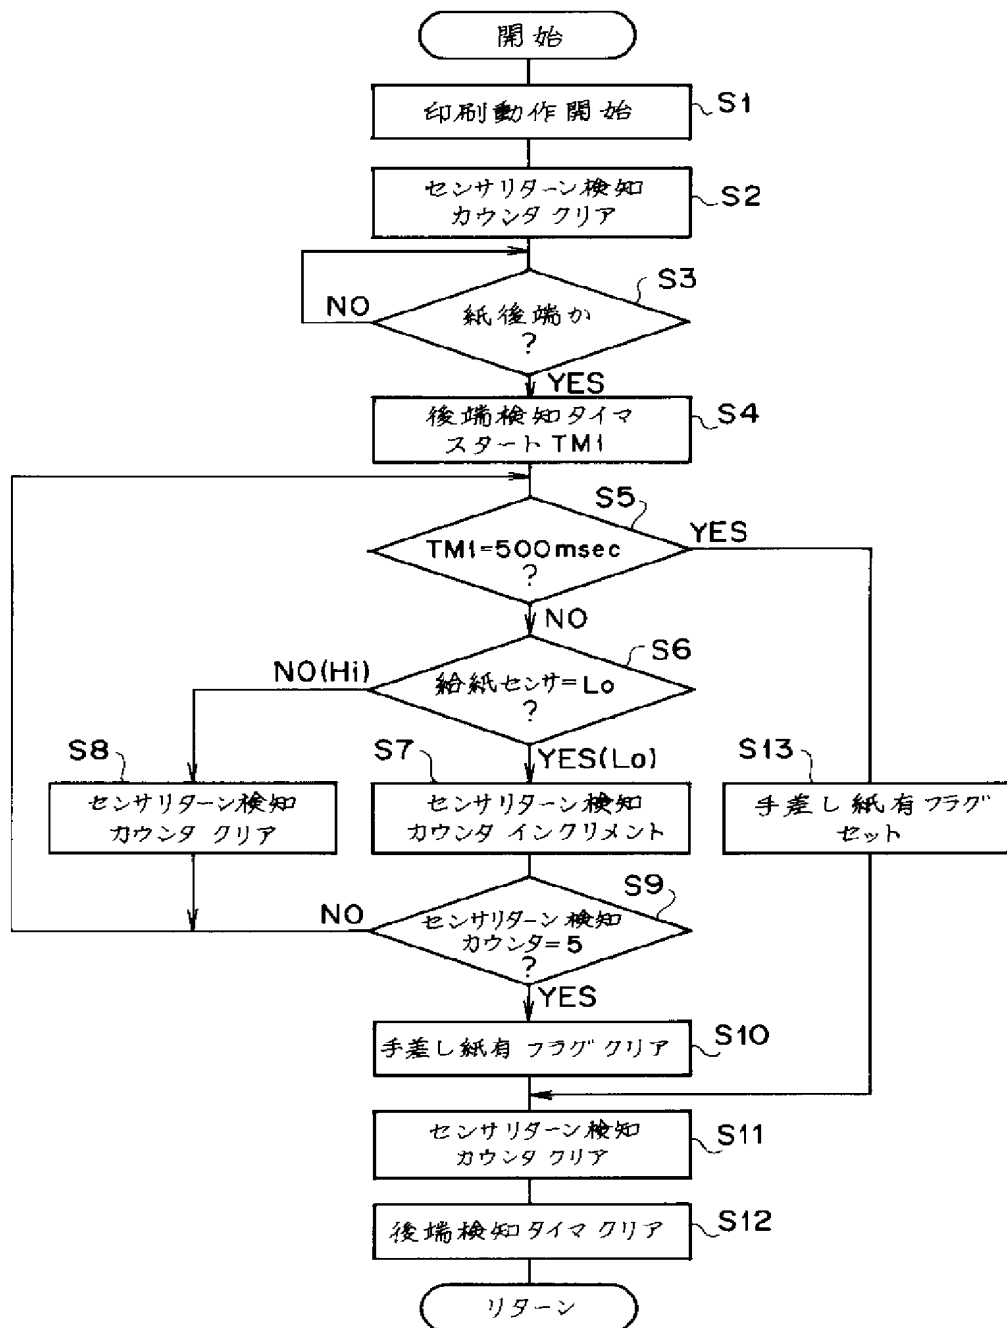 開始
印刷動作開始
S1
センサリターン検知
カウンタ クリア
S2
S3
NO
紙後端か
?
YES
後端検知タイマ
スタート TM1
S4
S5
YES
TM1=500msec
?
NO
S6
NO(Hi)
給紙センサ=Lo
?
S8
S7
YES(Lo)
S13
センサリターン検知
カウンタ クリア
センサリターン検知
カウンタ インクリメント
手差し紙有フラグ
セット
S9
NO
センサリターン検知
カウンタ=5
?
YES
手差し紙有 フラグ クリア
S10
センサリターン検知
カウンタ クリア
S11
後端検知タイマ クリア
S12
リターン